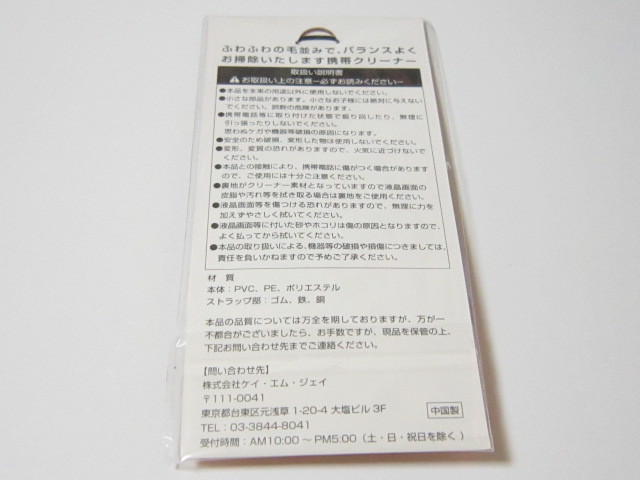 ふわふわの毛並みで、バランスよく
お掃除いたします携帯クリーナー
取扱い説明書
お取扱い上の注意ー必ずお読みくださいー
●本品を本来の用途以外に使用しないでください。
●小さな部品があります。小さなお子様には絶対に与えない
でください。誤飲の危険があります。
●携帯電話等に取り付けた状態で振り回したり、無理に
引っ張ったりしないでください。
思わぬケガや機器等破損の原因になります。
●安全のため破損、変形した物は使用しないでください。
●変形、変質の恐れがありますので、火気に近づけないで
ください。
●本品との接触により、携帯電話に傷がつく場合があります
ので、ご使用には十分ご注意ください。
●裏地がクリーナー素材となっていますので液晶画面の
皮脂や汚れ等を拭き取る場合は裏地をご使用ください。
●液晶画面等を傷つける恐れがありますので、無理に力を
加えずやさしく拭いてください。
●液晶画面等に付いた砂やホコリは傷の原因となりますので、
よく払ってから拭いてください。
●本品の取り扱いによる、機器等の破損や損傷につきましては、
責任を負いかねますので予めご了承ください。
材 質
本体：PVC、PE、ポリエステル
ストラップ部：ゴム、鉄、銅
本品の品質については万全を期しておりますが、万が一
不都合がございましたら、お手数ですが、現品を保管の上、
下記お問い合わせ先までご連絡ください。
【問い合わせ先】
株式会社ケイ・エム・ジェイ
〒111-0041
東京都台東区元浅草 1-20-4 大塩ビル 3F
TEL：03-3844-8041
受付時間：AM10:00 ～ PM5:00（土・日・祝日を除く）
中国製